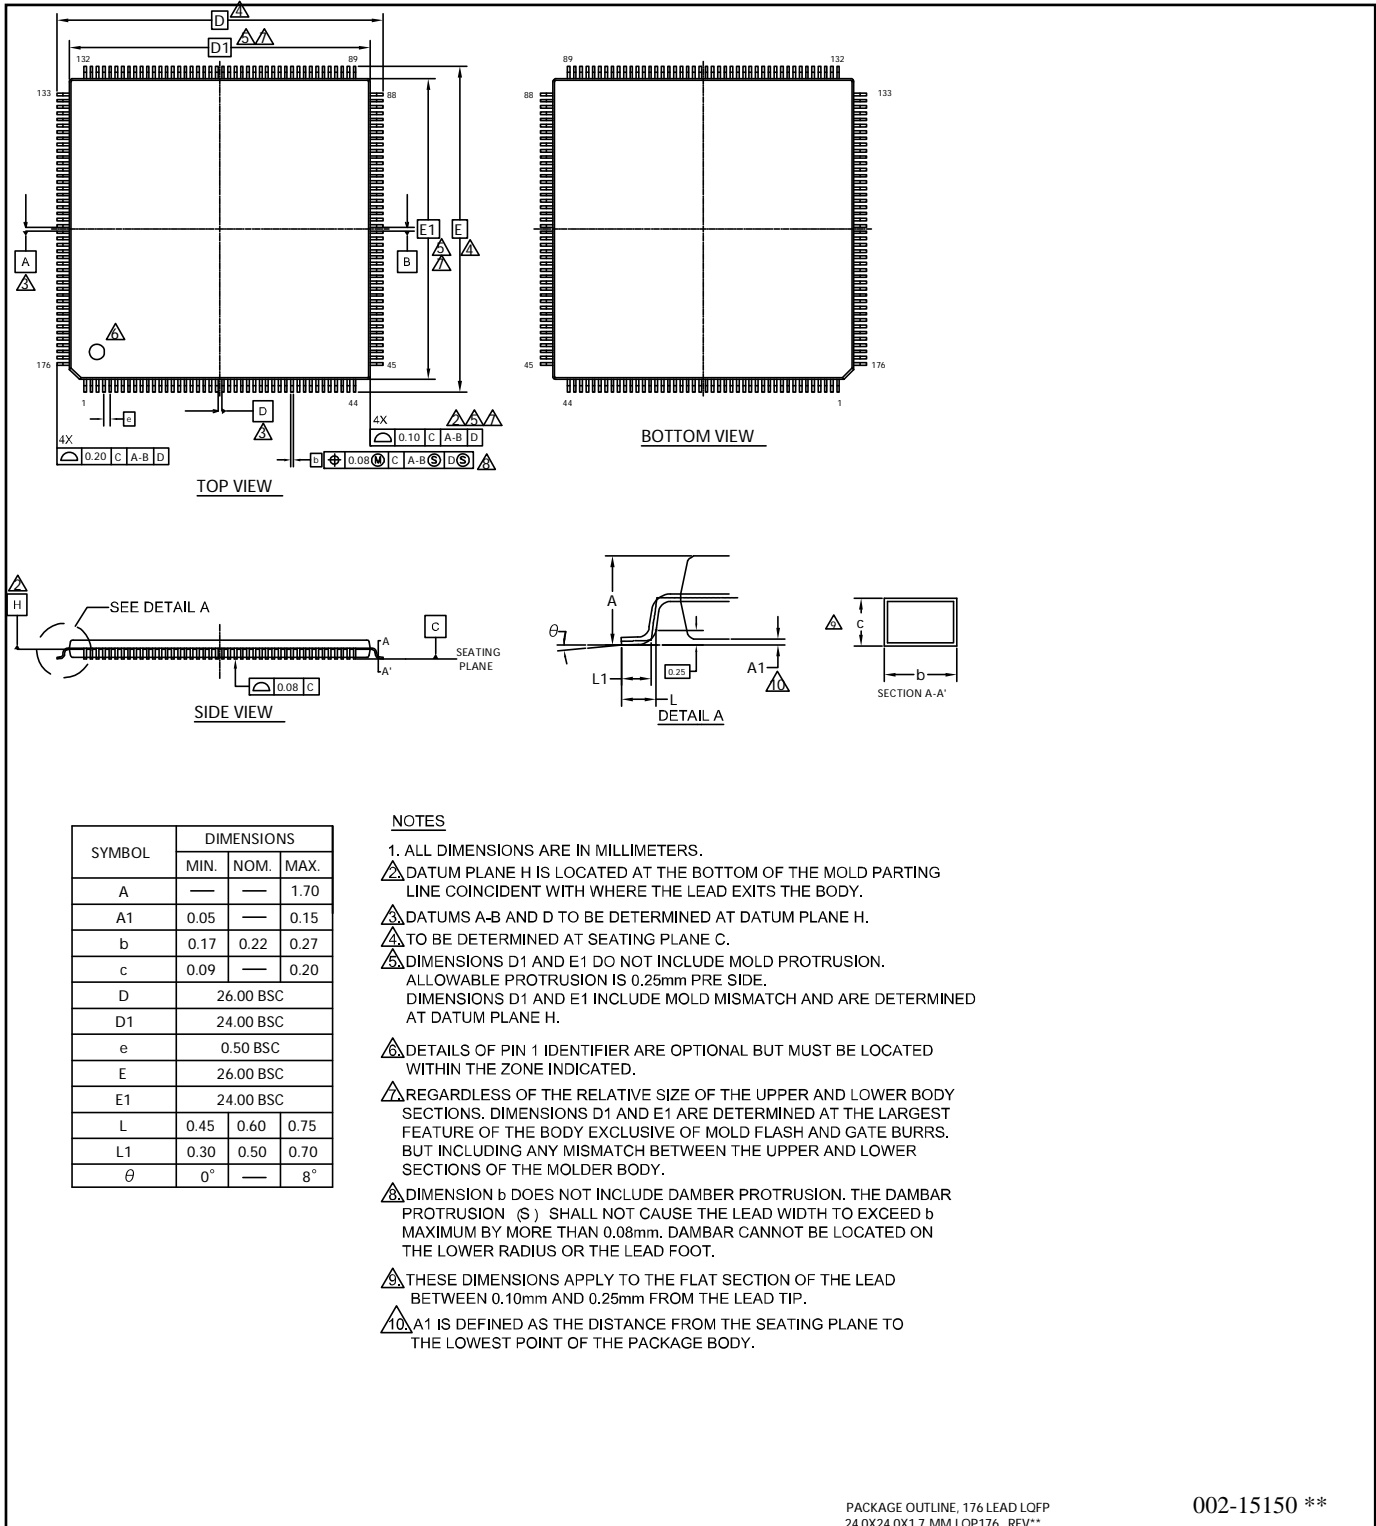 D 4
D1 5 7
132 89
133 88
E1 E
5 4
7
A B
3
6
176 45
1 44
e D
3
4X
0.20 C A-B D
4X 2 5 7
0.10 C A-B D
b 0.08 M C A-B S D S 8
TOP VIEW
89 132
88 133
45 176
44 1
BOTTOM VIEW
2
H
SEE DETAIL A
A
A'
C
SEATING
PLANE
0.08 C
SIDE VIEW
A
θ
L1
L
0.25
A1
10
DETAIL A
9 c
b
SECTION A-A'
SYMBOL DIMENSIONS
MIN. NOM. MAX.
A — — 1.70
A1 0.05 — 0.15
b 0.17 0.22 0.27
c 0.09 — 0.20
D 26.00 BSC
D1 24.00 BSC
e 0.50 BSC
E 26.00 BSC
E1 24.00 BSC
L 0.45 0.60 0.75
L1 0.30 0.50 0.70
θ 0° — 8°
NOTES
1. ALL DIMENSIONS ARE IN MILLIMETERS.
2. DATUM PLANE H IS LOCATED AT THE BOTTOM OF THE MOLD PARTING
LINE COINCIDENT WITH WHERE THE LEAD EXITS THE BODY.
3. DATUMS A-B AND D TO BE DETERMINED AT DATUM PLANE H.
4. TO BE DETERMINED AT SEATING PLANE C.
5. DIMENSIONS D1 AND E1 DO NOT INCLUDE MOLD PROTRUSION.
ALLOWABLE PROTRUSION IS 0.25mm PRE SIDE.
DIMENSIONS D1 AND E1 INCLUDE MOLD MISMATCH AND ARE DETERMINED
AT DATUM PLANE H.
6. DETAILS OF PIN 1 IDENTIFIER ARE OPTIONAL BUT MUST BE LOCATED
WITHIN THE ZONE INDICATED.
7. REGARDLESS OF THE RELATIVE SIZE OF THE UPPER AND LOWER BODY
SECTIONS. DIMENSIONS D1 AND E1 ARE DETERMINED AT THE LARGEST
FEATURE OF THE BODY EXCLUSIVE OF MOLD FLASH AND GATE BURRS.
BUT INCLUDING ANY MISMATCH BETWEEN THE UPPER AND LOWER
SECTIONS OF THE MOLDER BODY.
8. DIMENSION b DOES NOT INCLUDE DAMBER PROTRUSION. THE DAMBAR
PROTRUSION (S) SHALL NOT CAUSE THE LEAD WIDTH TO EXCEED b
MAXIMUM BY MORE THAN 0.08mm. DAMBAR CANNOT BE LOCATED ON
THE LOWER RADIUS OR THE LEAD FOOT.
9. THESE DIMENSIONS APPLY TO THE FLAT SECTION OF THE LEAD
BETWEEN 0.10mm AND 0.25mm FROM THE LEAD TIP.
10. A1 IS DEFINED AS THE DISTANCE FROM THE SEATING PLANE TO
THE LOWEST POINT OF THE PACKAGE BODY.
PACKAGE OUTLINE, 176 LEAD LQFP
24.0X24.0X1.7 MM LQP176 REV**
002-15150 **